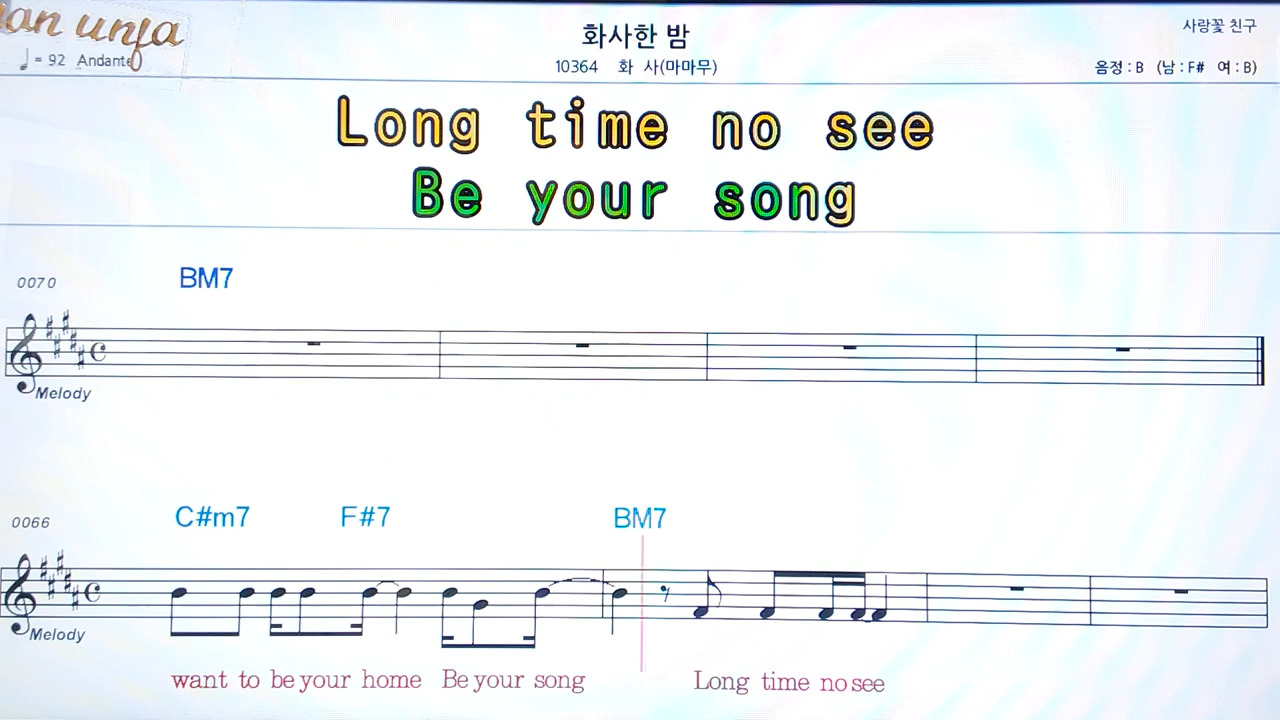 화사한 밤
사랑꽃 친구
♩= 92 Andante
10364 화 사(마마무)
음정 : B (남 : F# 여 : B)
Long time no see
Be your song
0070
BM7
Melody
0066
C#m7 F#7 BM7
Melody
want to be your home Be your song Long time no see